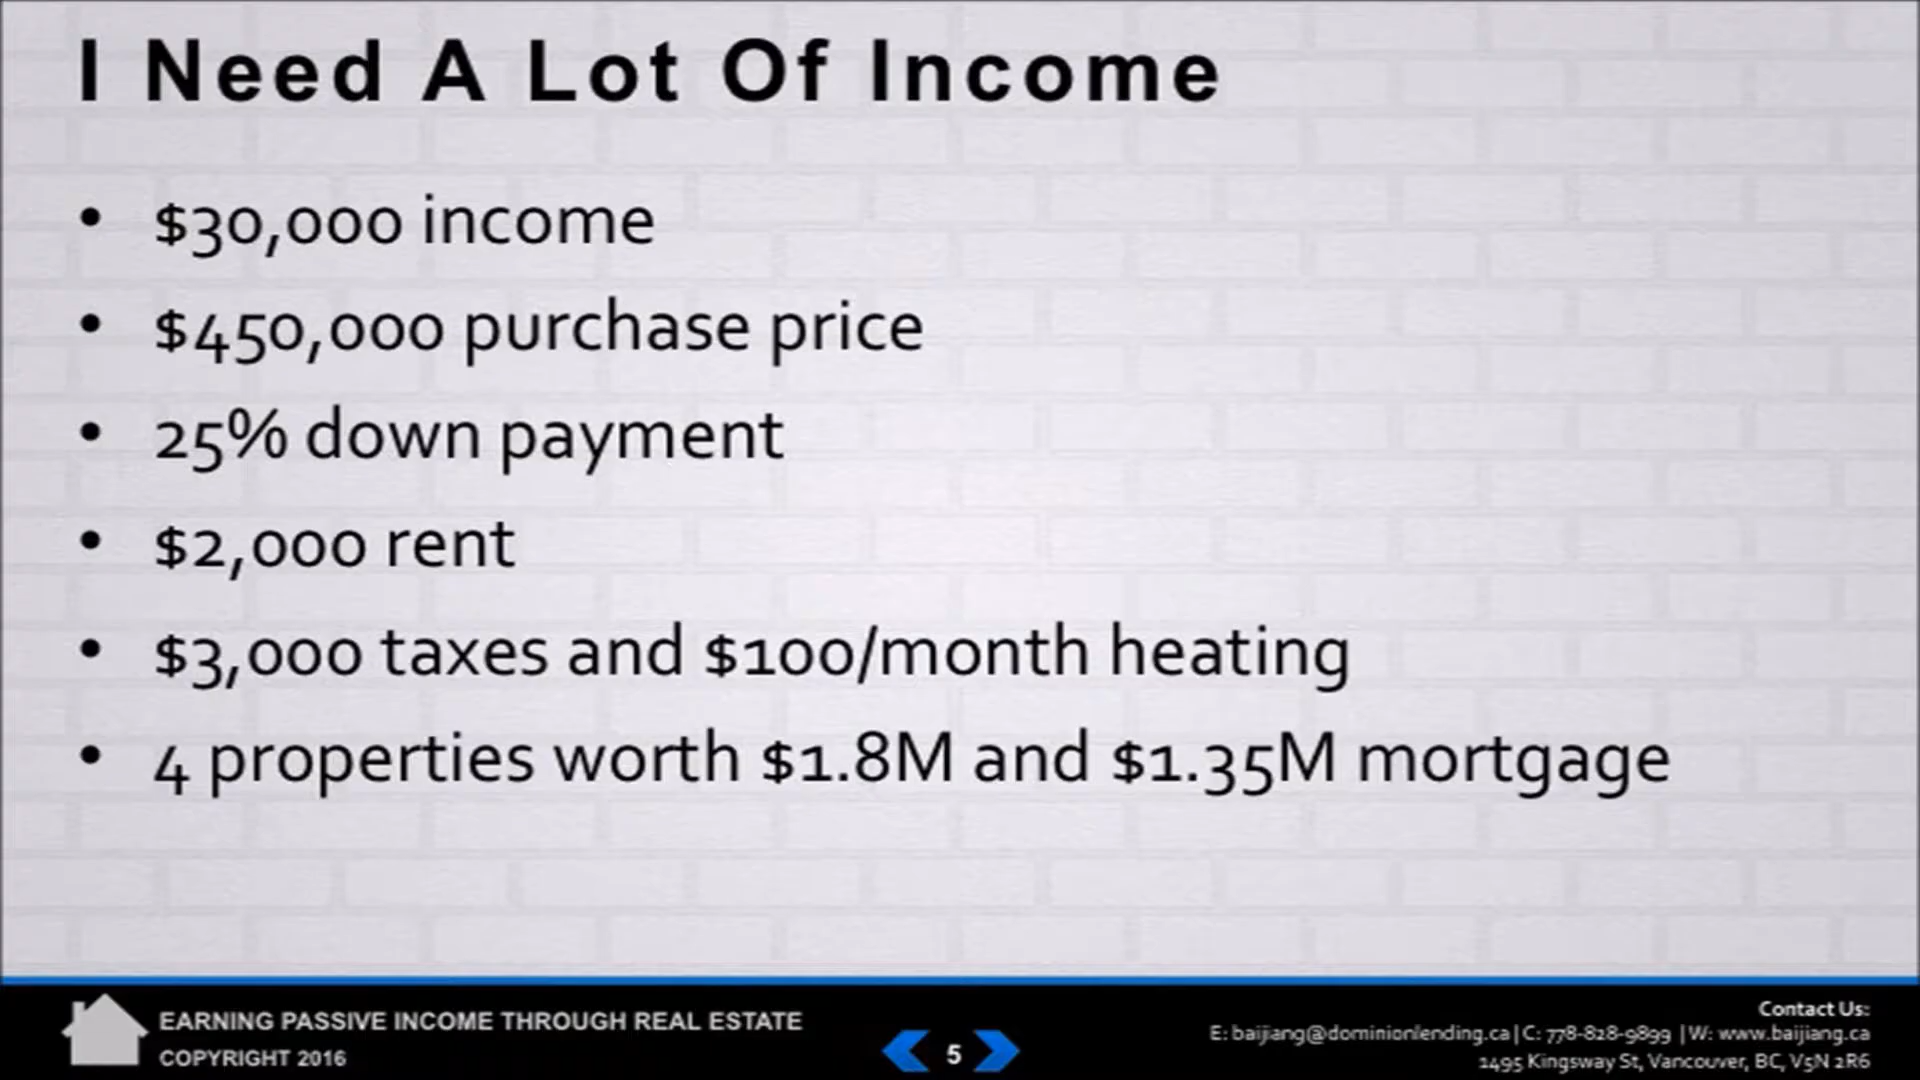 I Need A Lot Of Income
• $30,000 income
• $450,000 purchase price
• 25% down payment
• $2,000 rent
• $3,000 taxes and $100/month heating
• 4 properties worth $1.8M and $1.35M mortgage
EARNING PASSIVE INCOME THROUGH REAL ESTATE
COPYRIGHT 2016
5
Contact Us:
E: baijiang@dominionlending.ca | C: 778-828-9899 | W: www.baijiang.ca
1495 Kingsway St, Vancouver, BC, V5N 2R6